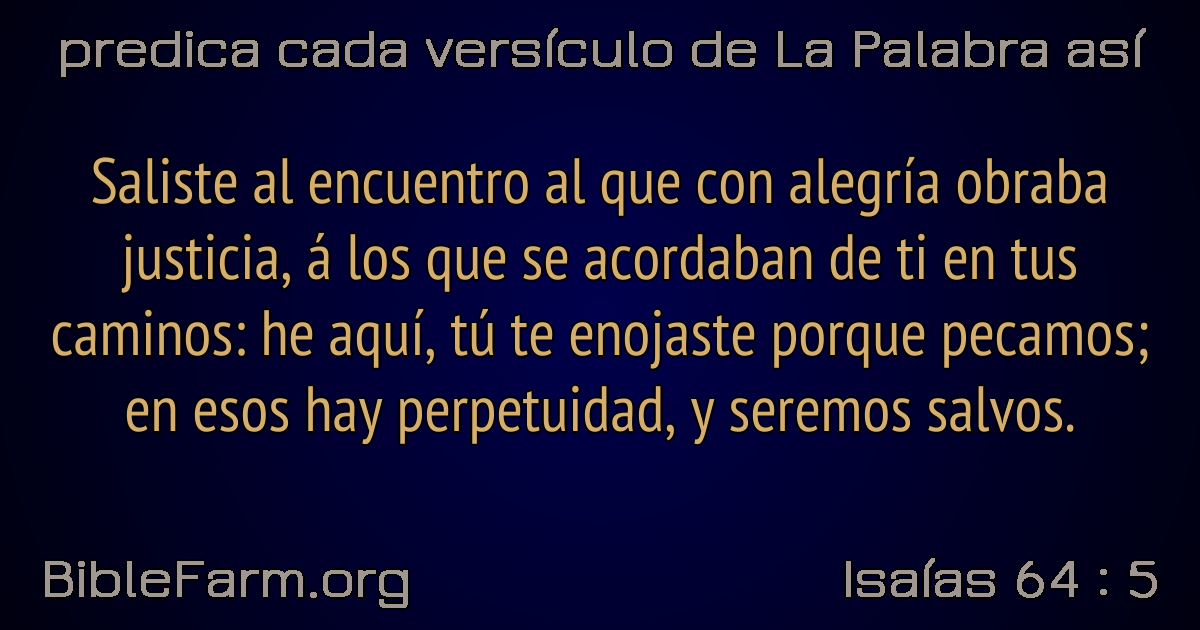 predica cada versículo de La Palabra así
Saliste al encuentro al que con alegría obraba
justicia, á los que se acordaban de ti en tus
caminos: he aquí, tú te enojaste porque pecamos;
en esos hay perpetuidad, y seremos salvos.
BibleFarm.org
Isaías 64 : 5